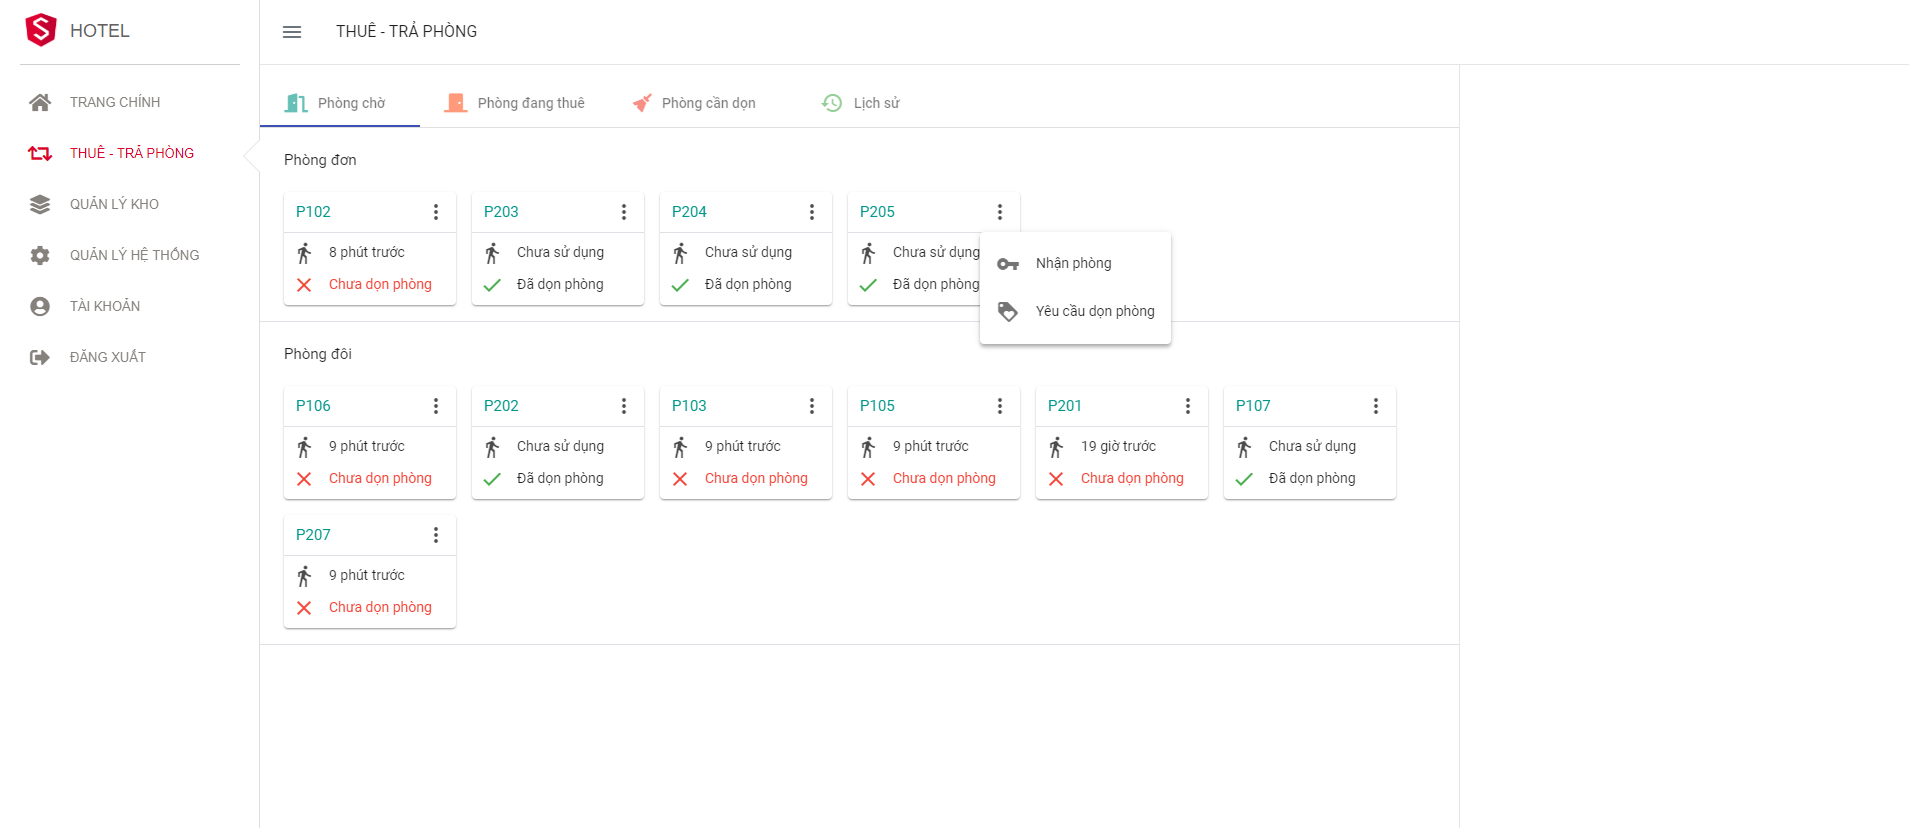 HOTEL
THUÊ - TRẢ PHÒNG
TRANG CHÍNH
THUÊ - TRẢ PHÒNG
QUẢN LÝ KHO
QUẢN LÝ HỆ THỐNG
TÀI KHOẢN
ĐĂNG XUẤT
Phòng chờ
Phòng đang thuê
Phòng cần dọn
Lịch sử
Phòng đơn
P102
8 phút trước
Chưa dọn phòng
P203
Chưa sử dụng
Đã dọn phòng
P204
Chưa sử dụng
Đã dọn phòng
P205
Chưa sử dụng
Đã dọn phòng
Nhận phòng
Yêu cầu dọn phòng
Phòng đôi
P106
9 phút trước
Chưa dọn phòng
P202
Chưa sử dụng
Đã dọn phòng
P103
9 phút trước
Chưa dọn phòng
P105
9 phút trước
Chưa dọn phòng
P201
19 giờ trước
Chưa dọn phòng
P107
Chưa sử dụng
Đã dọn phòng
P207
9 phút trước
Chưa dọn phòng